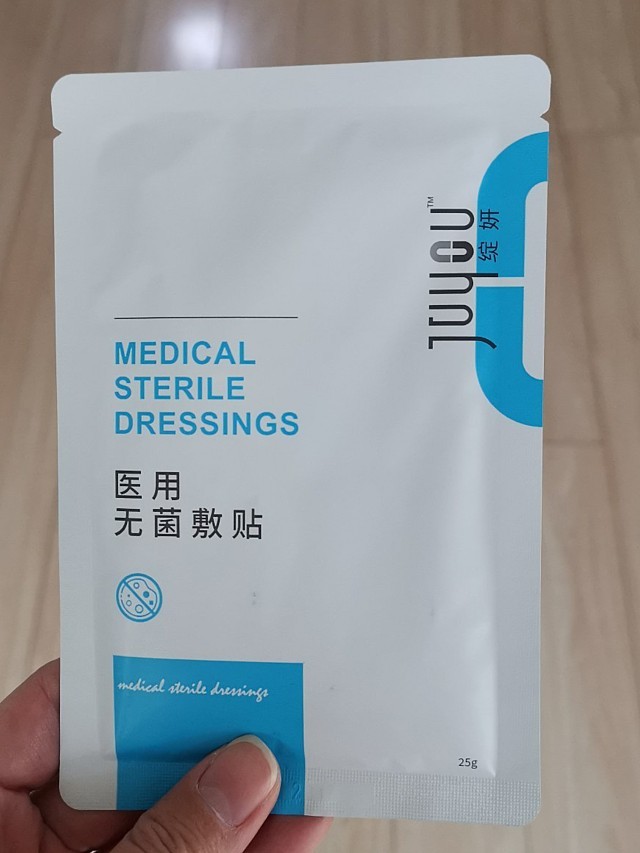 JUYOU™
绽妍
MEDICAL
STERILE
DRESSINGS
医用
无菌敷贴
medical sterile dressings
25g